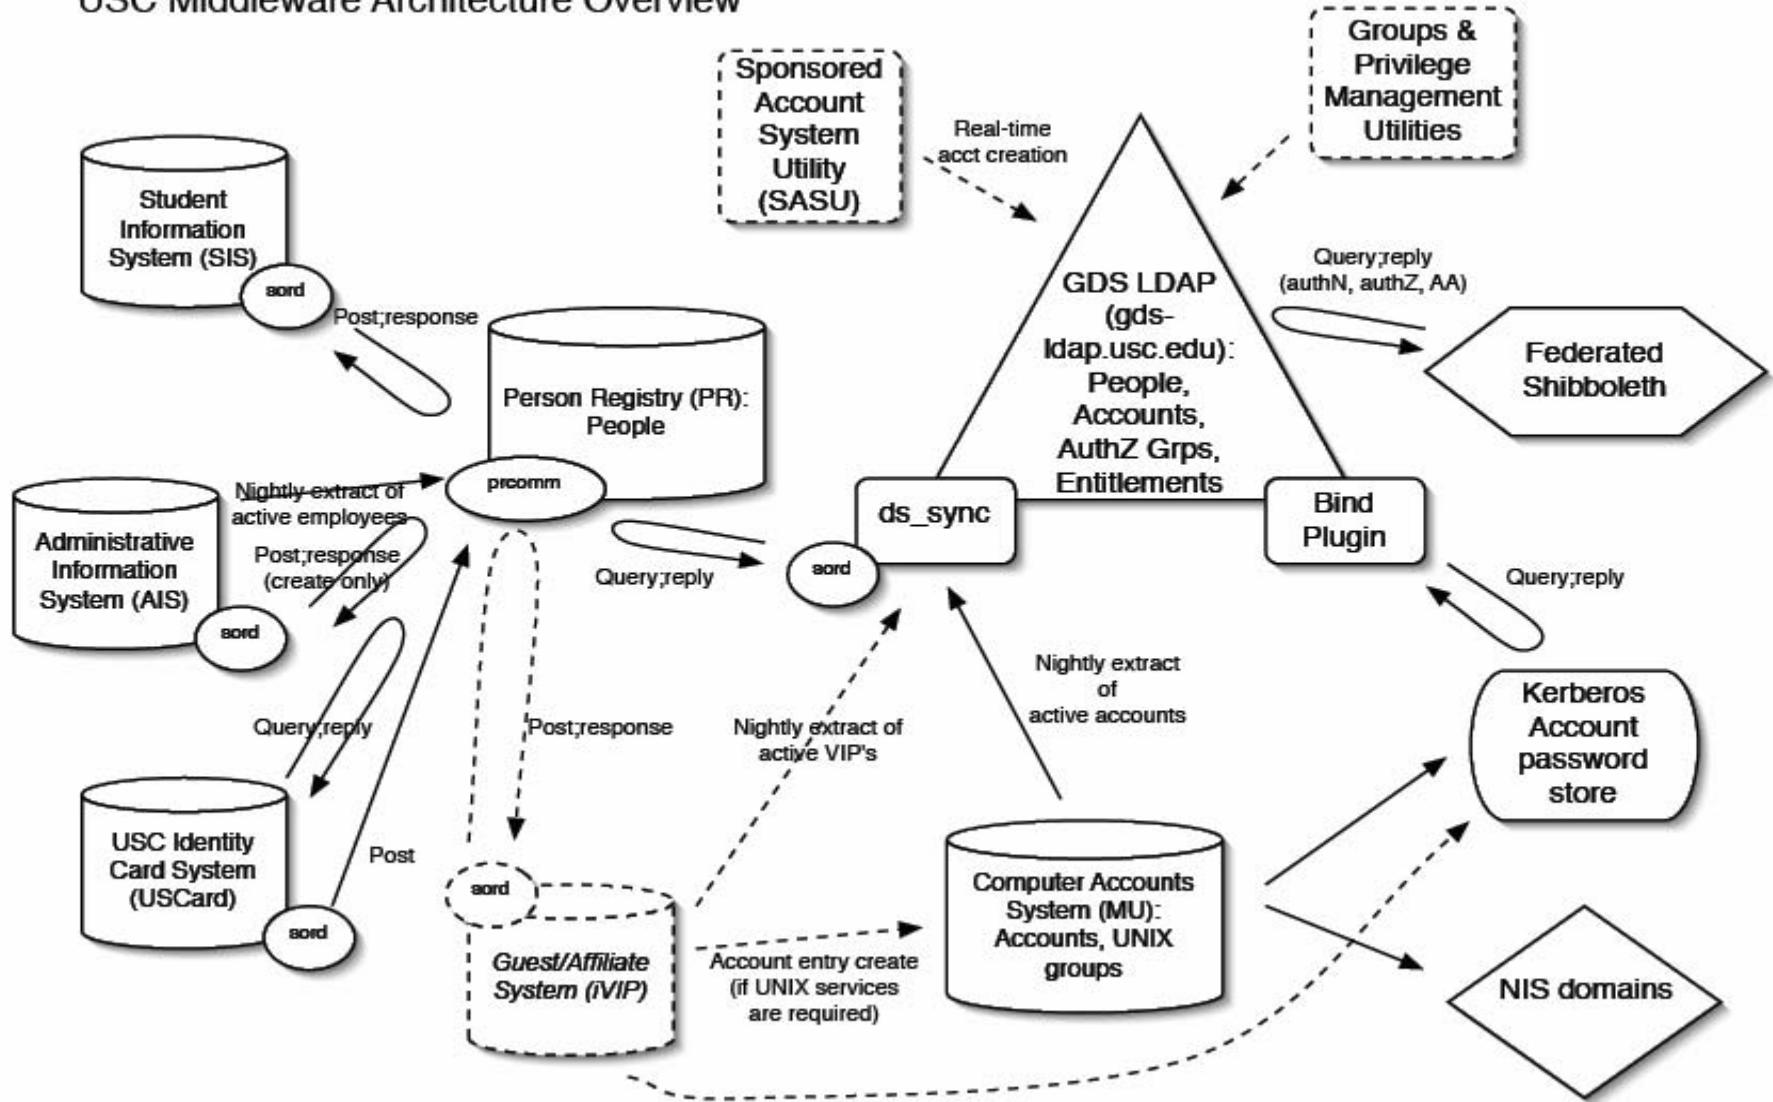 USC Middleware Architecture Overview
Sponsored
Account
System
Utility
(SASU)
Groups &
Privilege
Management
Utilities
Real-time
acct creation
Student
Information
System (SIS)
sord
Post;response
Person Registry (PR):
People
prcomm
GDS LDAP
(gds-
ldap.usc.edu):
People,
Accounts,
AuthZ Grps,
Entitlements
Query;reply
(authN, authZ, AA)
Federated
Shibboleth
Nightly extract of
active employees
Post;response
(create only)
Administrative
Information
System (AIS)
sord
Query;reply
sord
ds_sync
Bind
Plugin
Query;reply
Nightly extract
of
active accounts
Kerberos
Account
password
store
Query;reply
Post;response
Nightly extract of
active VIP's
USC Identity
Card System
(USCard)
sord
Post
sord
Guest/Affiliate
System (iVIP)
Account entry create
(if UNIX services
are required)
Computer Accounts
System (MU):
Accounts, UNIX
groups
NIS domains